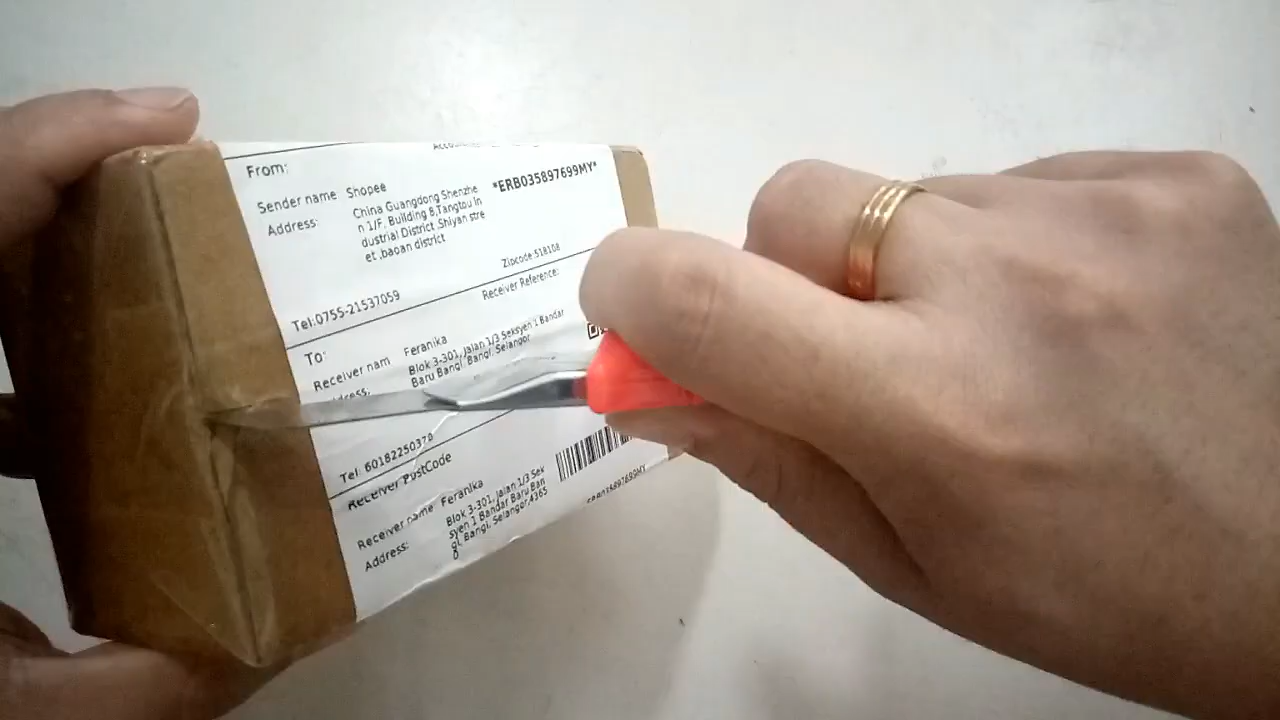 From:
Sender name Shopee
*ERB035897699MY*
Address: China Guangdong Shenzhe
n 1/F, Building 8,Tangtou In
dustrial District ,Shiyan stre
et ,baoan district
Zipcode:518108
Tel:0755-21537059
Receiver Reference:
To:
Receiver nam Feranika
Blok 3-301, Jalan 1/3 Seksyen 1 Bandar
Baru Bangi, Bangi, Selangor
Tel: 60182250370
Receiver PostCode
Receiver name Feranika
Address: Blok 3-301, Jalan 1/3 Sek
syen 1 Bandar Baru Ban
gi, Bangi, Selangor,4365
0
ERB035897699MY